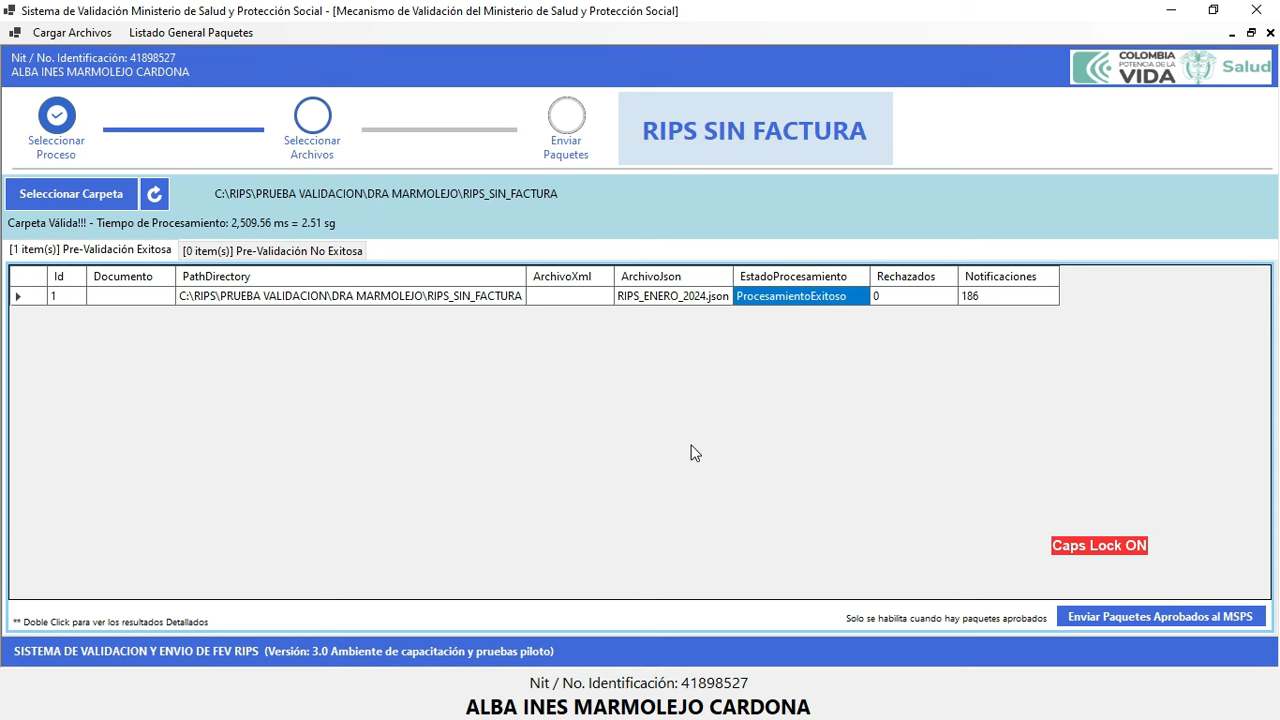 Sistema de Validación Ministerio de Salud y Protección Social - [Mecanismo de Validación del Ministerio de Salud y Protección Social]
Cargar Archivos Listado General Paquetes
Nit / No. Identificación: 41898527
ALBA INES MARMOLEJO CARDONA
COLOMBIA
POTENCIA DE LA
VIDA
Salud
Seleccionar
Proceso
Seleccionar
Archivos
Enviar
Paquetes
RIPS SIN FACTURA
Seleccionar Carpeta
C:\RIPS\PRUEBA VALIDACION\DRA MARMOLEJO\RIPS_SIN_FACTURA
Carpeta Válida!!! - Tiempo de Procesamiento: 2,509.56 ms = 2.51 sg
[1 item(s)] Pre-Validación Exitosa [0 item(s)] Pre-Validación No Exitosa
Id Documento PathDirectory ArchivoXml ArchivoJson EstadoProcesamiento Rechazados Notificaciones
1 C:\RIPS\PRUEBA VALIDACION\DRA MARMOLEJO\RIPS_SIN_FACTURA RIPS_ENERO_2024.json ProcesamientoExitoso 0 186
Caps Lock ON
** Doble Click para ver los resultados Detallados
Solo se habilita cuando hay paquetes aprobados
Enviar Paquetes Aprobados al MSPS
SISTEMA DE VALIDACION Y ENVIO DE FEV RIPS (Versión: 3.0 Ambiente de capacitación y pruebas piloto)
Nit / No. Identificación: 41898527
ALBA INES MARMOLEJO CARDONA